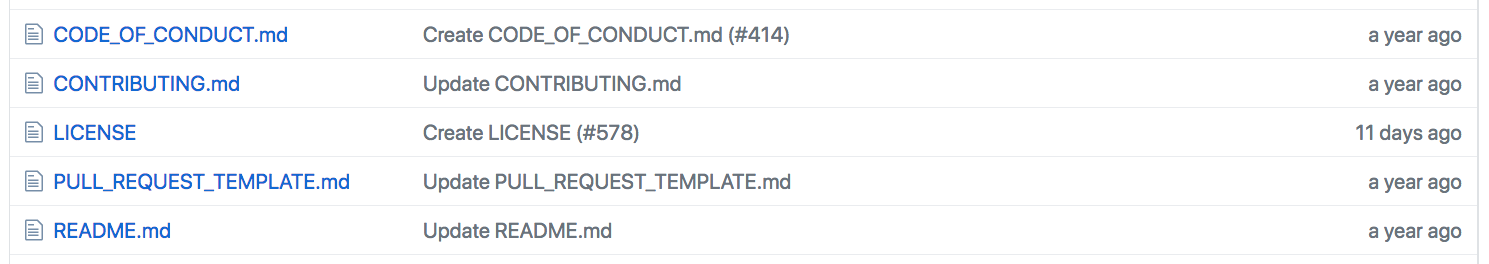 CODE_OF_CONDUCT.md Create CODE_OF_CONDUCT.md (#414) a year ago
CONTRIBUTING.md Update CONTRIBUTING.md a year ago
LICENSE Create LICENSE (#578) 11 days ago
PULL_REQUEST_TEMPLATE.md Update PULL_REQUEST_TEMPLATE.md a year ago
README.md Update README.md a year ago